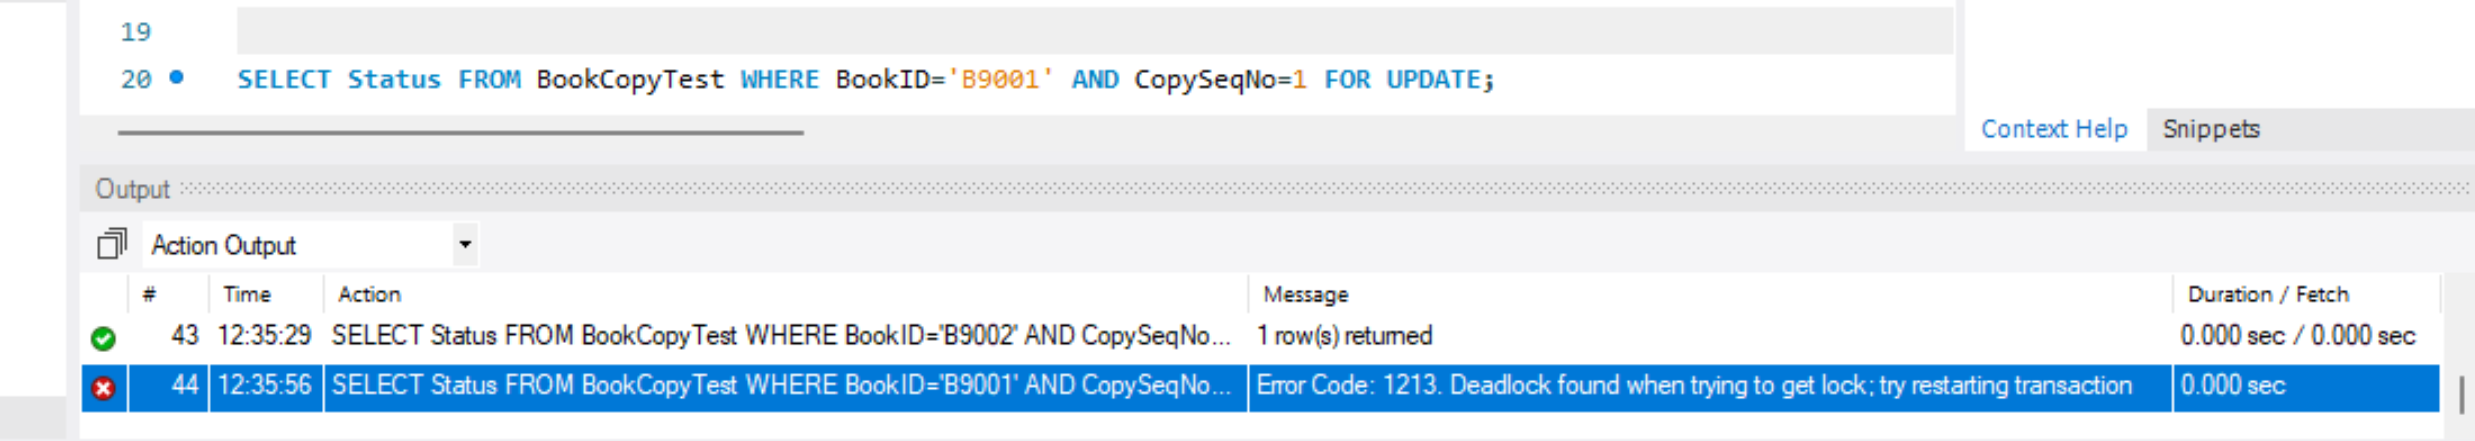 19
20 SELECT Status FROM BookCopyTest WHERE BookID='B9001' AND CopySeqNo=1 FOR UPDATE;
Context Help Snippets
Output
Action Output
# Time Action Message Duration / Fetch
43 12:35:29 SELECT Status FROM BookCopyTest WHERE BookID='B9002' AND CopySeqNo... 1 row(s) returned 0.000 sec / 0.000 sec
44 12:35:56 SELECT Status FROM BookCopyTest WHERE BookID='B9001' AND CopySeqNo... Error Code: 1213. Deadlock found when trying to get lock; try restarting transaction 0.000 sec